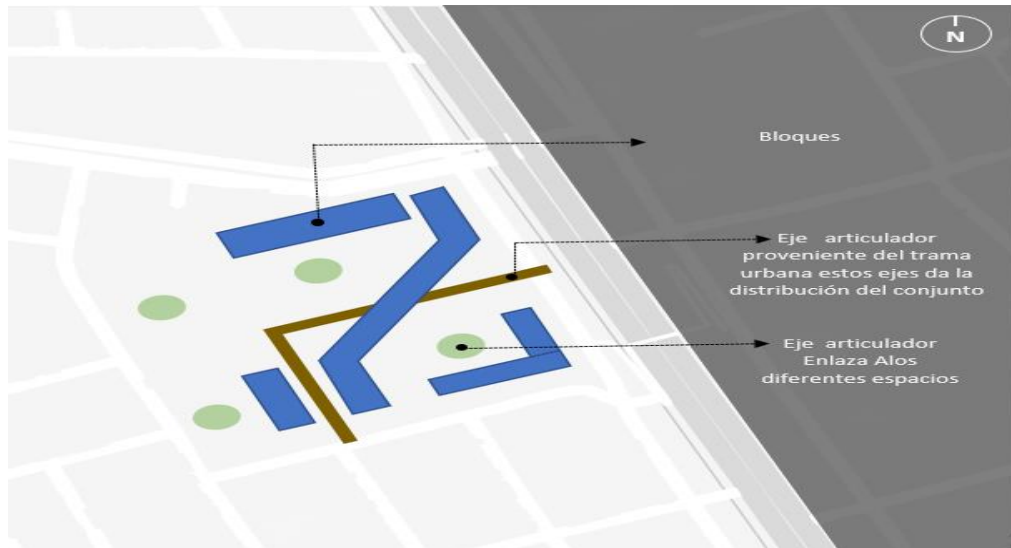 N
Bloques
Eje articulador
proveniente del trama
urbana estos ejes da la
distribución del conjunto
Eje articulador
Enlaza Alos
diferentes espacios